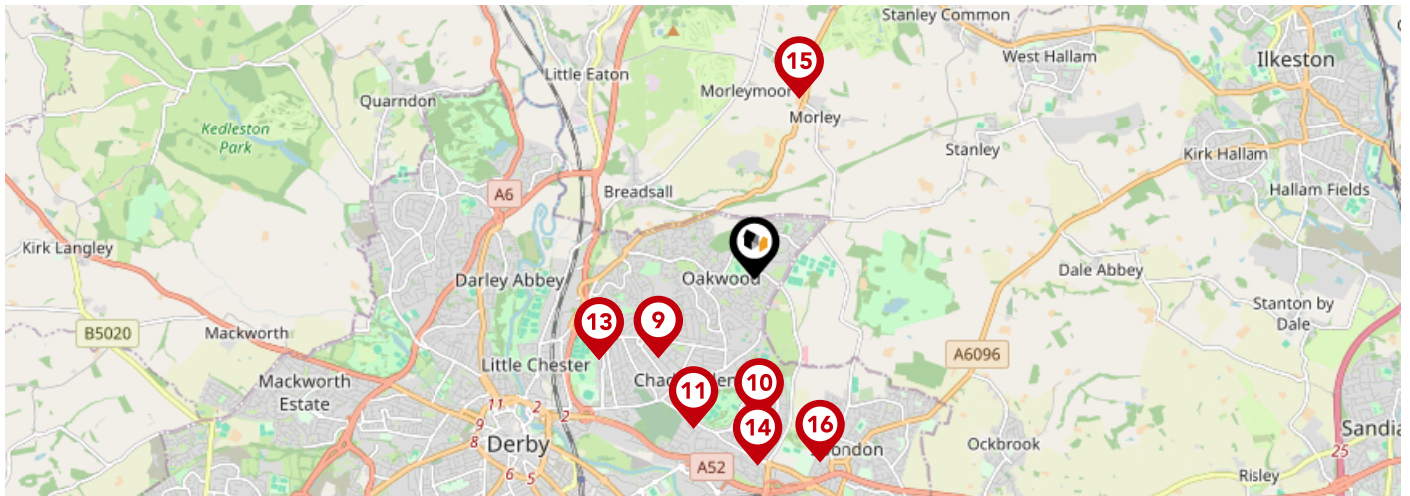 Stanley Common
West Hallam
Ilkeston
15
Little Eaton
Morleymoor
Quarndon
Morley
Kedleston
Park
Stanley
Kirk Hallam
A6
Breadsall
Hallam Fields
Kirk Langley
Darley Abbey
Oakwood
Dale Abbey
Stanton by
Dale
13
9
B5020
Mackworth
A6096
Little Chester
Mackworth
Estate
11
10
11
2
2
9
8
Derby
6
5
14
16
A52
Ockbrook
Risley
25